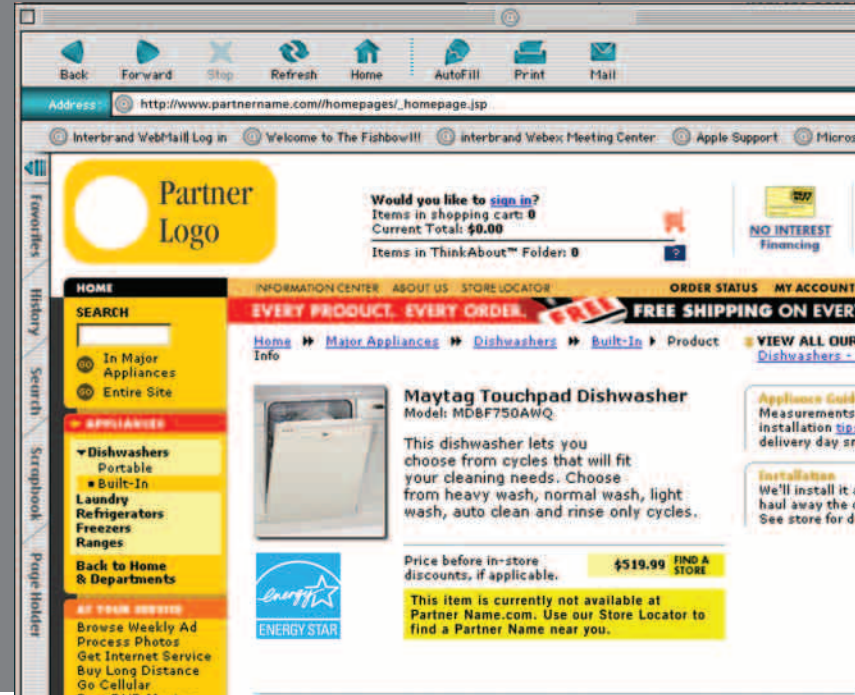 Back Forward Stop Refresh Home AutoFill Print Mail
Address: http://www.partnername.com//homepages/_homepage.jsp
Interbrand WebMail Log in Welcome to The Fishbowl!! interbrand Webex Meeting Center Apple Support
Favorites
History
Search
Scrapbook
Page Holder
Partner
Logo
Would you like to sign in?
Items in shopping cart: 0
Current Total: $0.00
Items in ThinkAbout™ Folder: 0
?
NO INTEREST
Financing
HOME
INFORMATION CENTER ABOUT US STORE LOCATOR ORDER STATUS MY ACCOUNT
EVERY PRODUCT. EVERY ORDER. FREE FREE SHIPPING ON EVER
SEARCH
GO In Major
Appliances
GO Entire Site
APPLIANCES
Dishwashers
Portable
Built-In
Laundry
Refrigerators
Freezers
Ranges
Back to Home
& Departments
AT YOUR SERVICE
Browse Weekly Ad
Process Photos
Get Internet Service
Buy Long Distance
Go Cellular
Home Major Appliances Dishwashers Built-In Product
Info
VIEW ALL OUR
Dishwashers -
Maytag Touchpad Dishwasher
Model: MDBF750AWQ
This dishwasher lets you
choose from cycles that will fit
your cleaning needs. Choose
from heavy wash, normal wash, light
wash, auto clean and rinse only cycles.
Appliance Guid
Measurements
installation tips
delivery day
Installation
We'll install it
haul away the
See store for d
energy
ENERGY STAR
Price before in-store
discounts, if applicable.
$519.99 FIND A
STORE
This item is currently not available at
Partner Name.com. Use our Store Locator to
find a Partner Name near you.